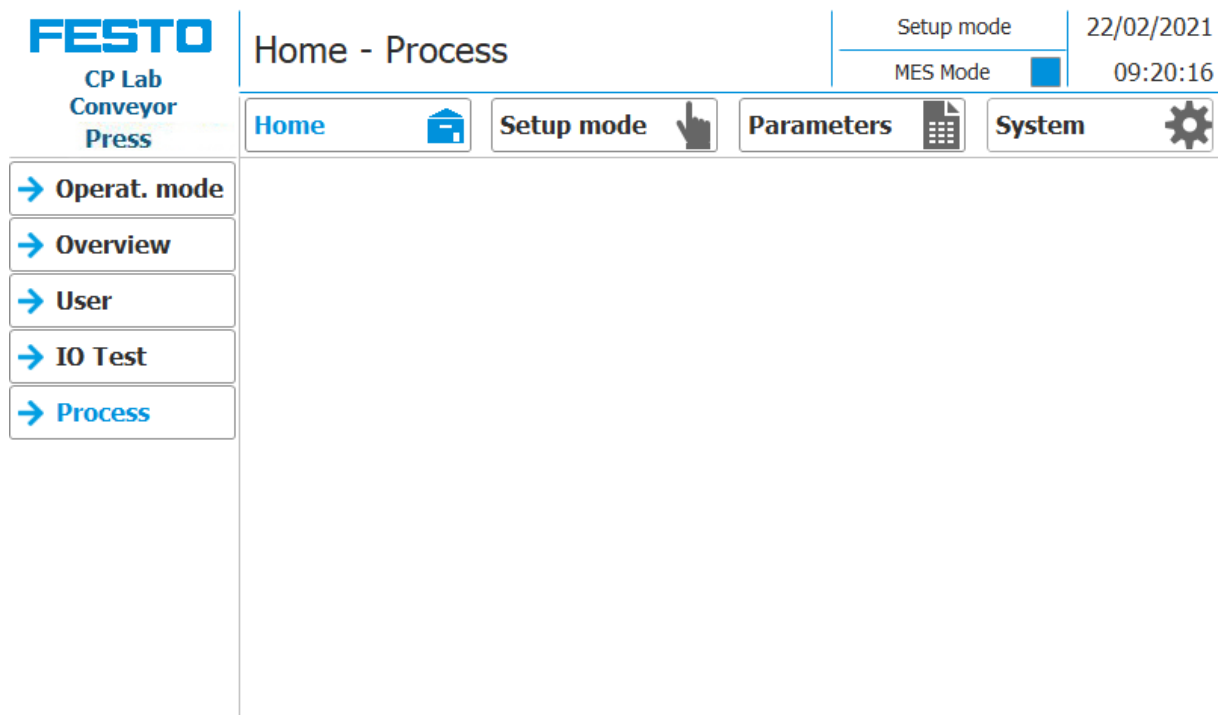 FESTO
CP Lab
Conveyor
Press
Home - Process
Setup mode
MES Mode
22/02/2021
09:20:16
Home
Setup mode
Parameters
System
Operat. mode
Overview
User
IO Test
Process